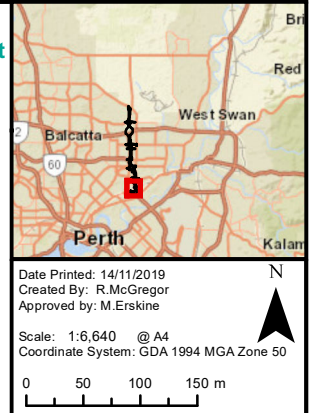 t
Bri
Red
West Swan
2
Balcatta
60
Perth
Kalam
Date Printed: 14/11/2019
Created By: R.McGregor
Approved by: M.Erskine
N
Scale: 1:6,640 @ A4
Coordinate System: GDA 1994 MGA Zone 50
0 50 100 150 m